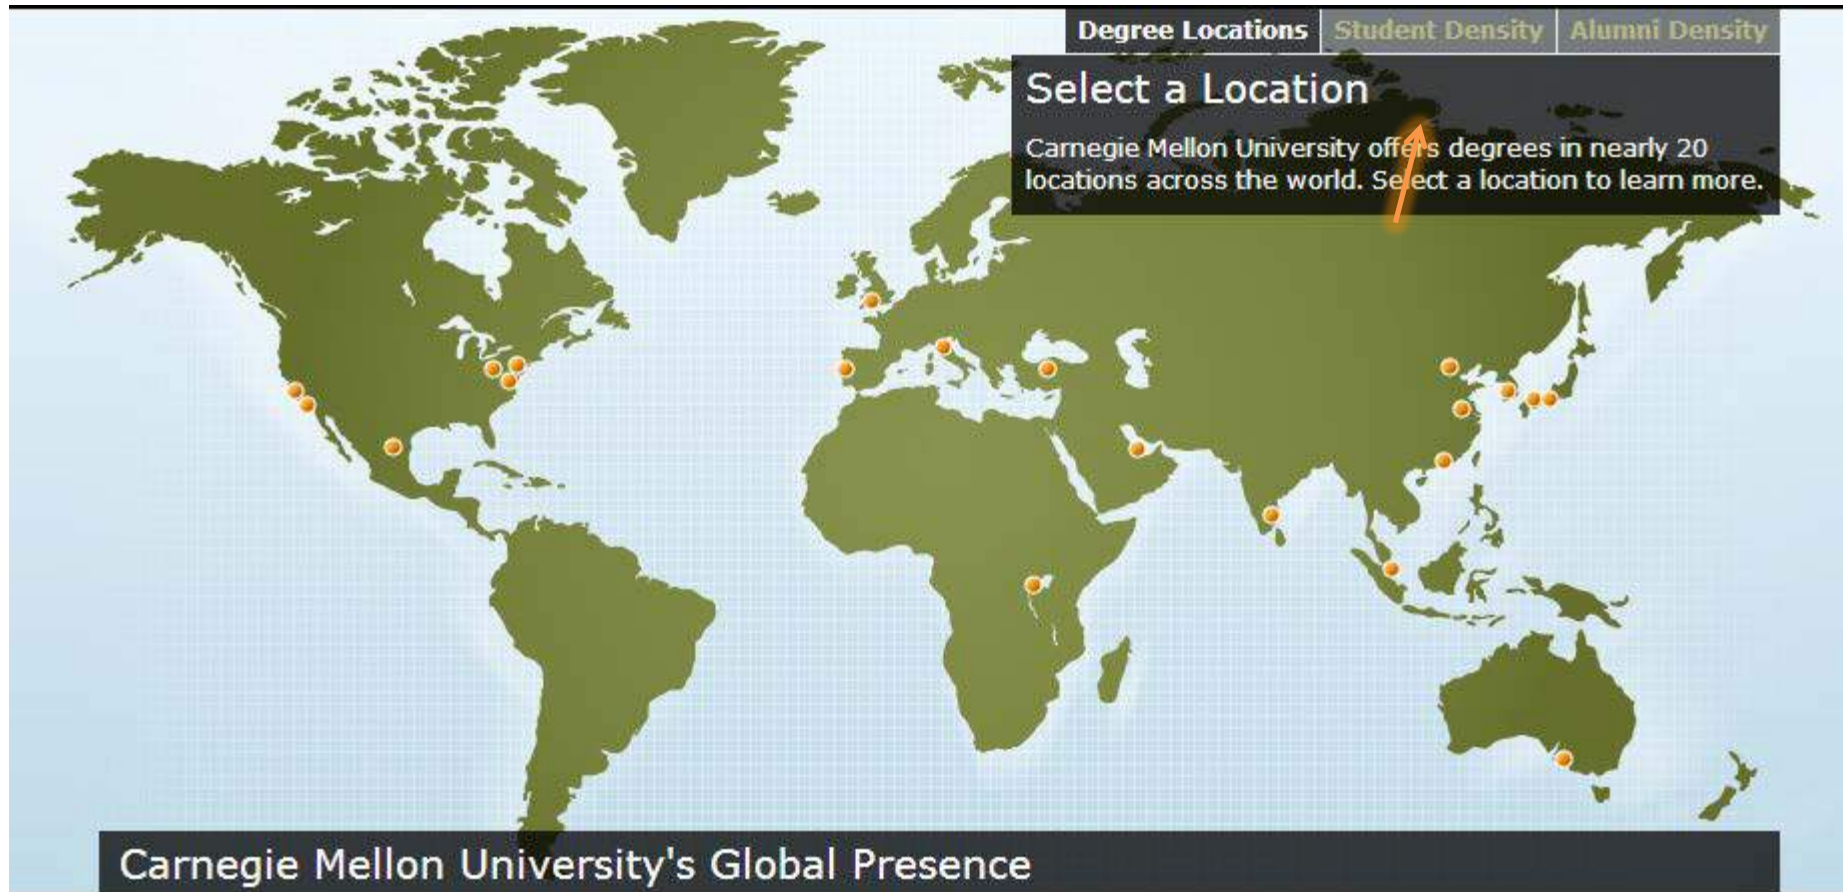 Degree Locations Student Density Alumni Density
Select a Location
Carnegie Mellon University offers degrees in nearly 20
locations across the world. Select a location to learn more.
Carnegie Mellon University's Global Presence